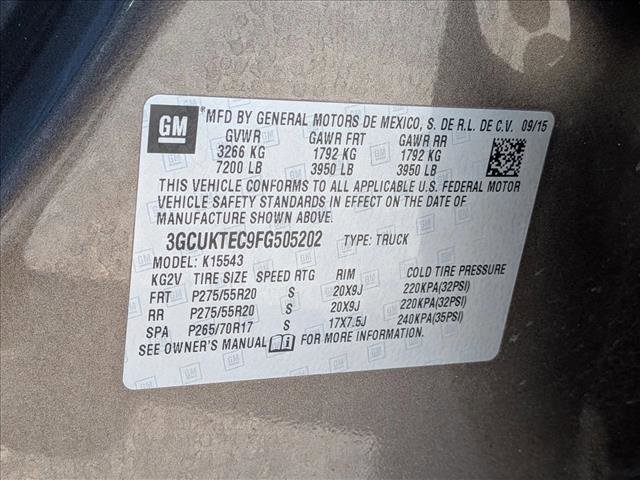 GM ® MFD BY GENERAL MOTORS DE MEXICO, S. DE R.L. DE C.V. 09/15
GVWR GAWR FRT GAWR RR
3266 KG 1792 KG 1792 KG
7200 LB 3950 LB 3950 LB
THIS VEHICLE CONFORMS TO ALL APPLICABLE U.S. FEDERAL MOTOR
VEHICLE SAFETY STANDARDS IN EFFECT ON THE DATE OF
MANUFACTURE SHOWN ABOVE.
3GCUKTEC9FG505202 TYPE: TRUCK
MODEL: K15543
KG2V TIRE SIZE SPEED RTG RIM COLD TIRE PRESSURE
FRT P275/55R20 S 20X9J 220KPA(32PSI)
RR P275/55R20 S 20X9J 220KPA(32PSI)
SPA P265/70R17 S 17X7.5J 240KPA(35PSI)
SEE OWNER'S MANUAL i FOR MORE INFORMATION.